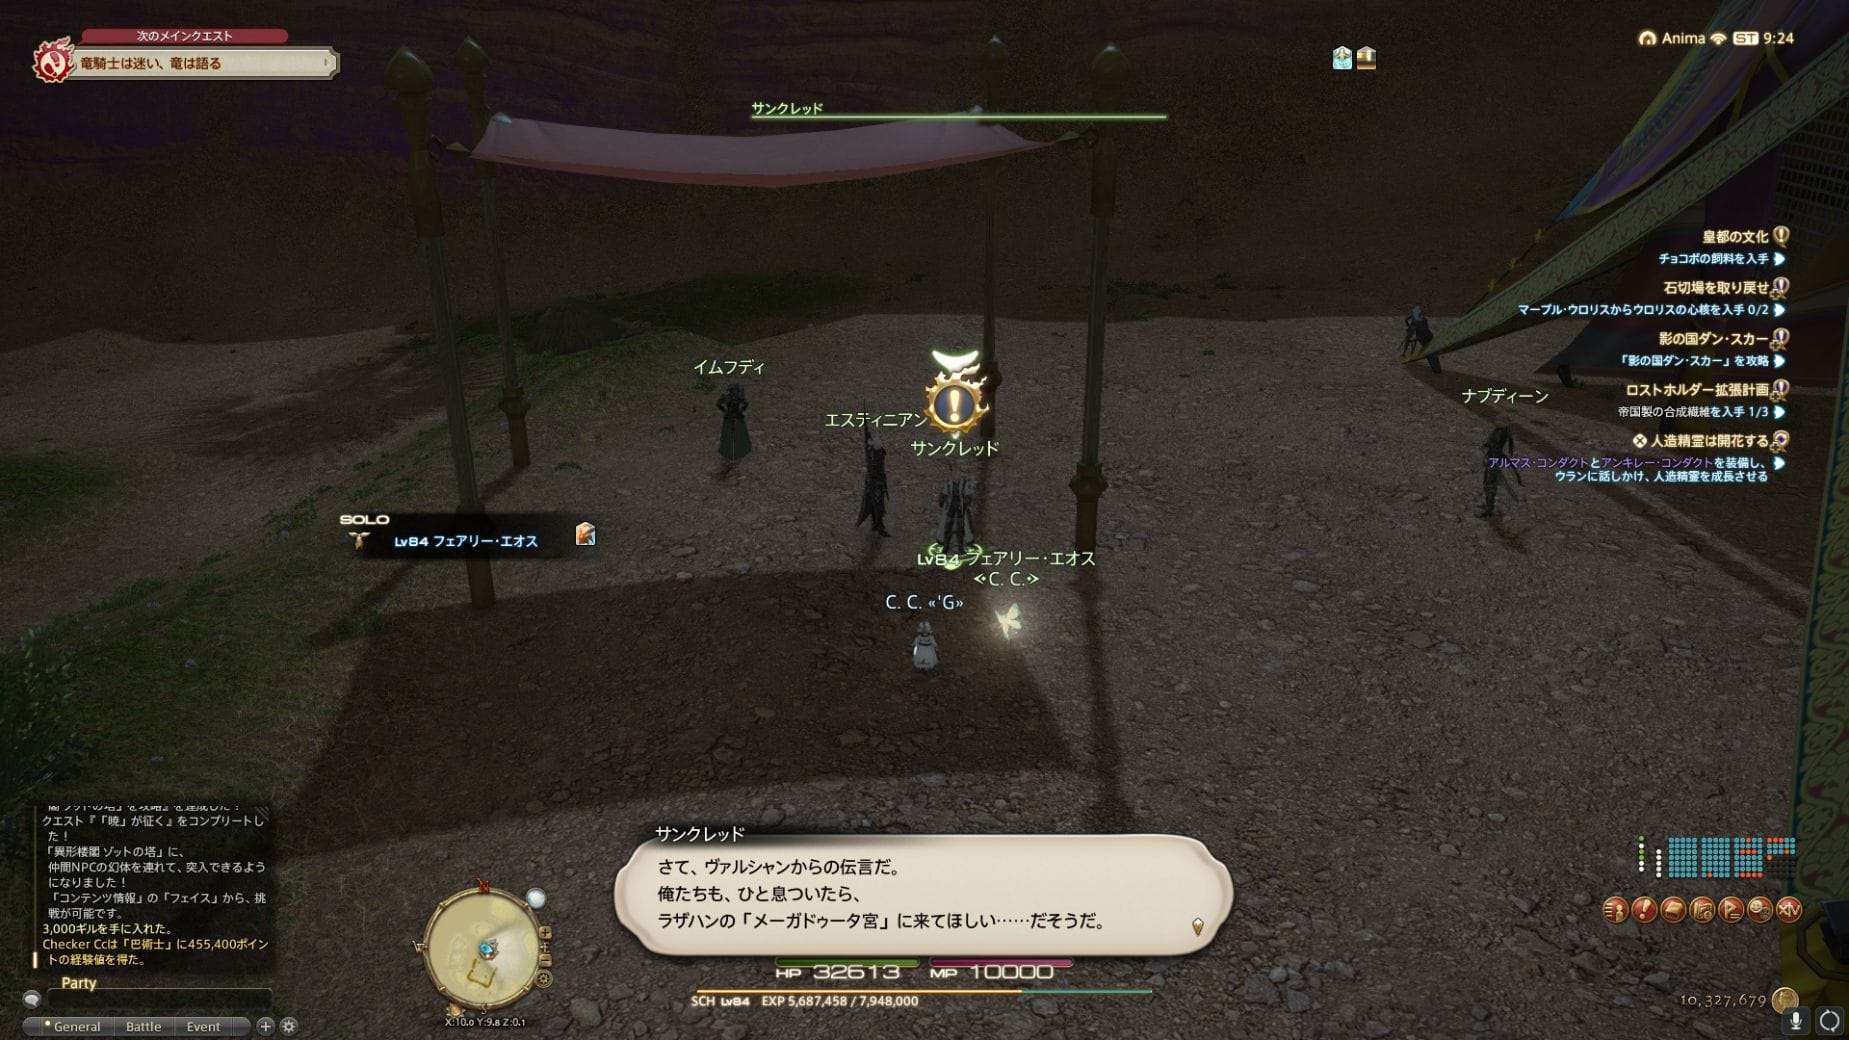 次のメインクエスト
竜騎士は迷い、竜は語る
サンクレッド
Anima ST 9:24
皇都の文化
チョコボの飼料を入手
石切場を取り戻せ
マーブル・ウロリスからウロリスの心核を入手 0/2
影の国ダン・スカー
「影の国ダン・スカー」を攻略
ロストホルダー拡張計画
帝国製の合成繊維を入手 1/3
人造精霊は開花する
アルマス・コンダクトとアンキレー・コンダクトを装備し、
ウランに話しかけ、人造精霊を成長させる
イムフディ
エスティニアン
サンクレッド
ナブディーン
SOLO
Lv84 フェアリー・エオス
Lv84 フェアリー・エオス
«C. C.»
C. C. «'G»
閣 ゾットの塔」を攻略』を達成した！
クエスト『「暁」が征く』をコンプリートし
た！
「異形楼閣 ゾットの塔」に、
仲間NPCの幻体を連れて、突入できるよう
になりました！
「コンテンツ情報」の「フェイス」から、挑
戦が可能です。
3,000ギルを手に入れた。
Checker Ccは「巴術士」に455,400ポイン
トの経験値を得た。
Party
General Battle Event
N
W
X:10.0 Y:9.8 Z:0.1
サンクレッド
さて、ヴァルシャンからの伝言だ。
俺たちも、ひと息ついたら、
ラザハンの「メーガドゥータ宮」に来てほしい……だそうだ。
HP 32613 MP 10000
SCH Lv84 EXP 5,687,458 / 7,948,000
XIV
10,327,679